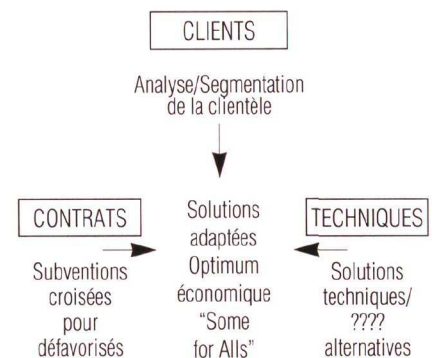 CLIENTS
Analyse/Segmentation
de la clientèle
CONTRATS
Subventions
croisées
pour
défavorisés
Solutions
adaptées
Optimum
économique
“Some
for Alls”
TECHNIQUES
Solutions
techniques/
????
alternatives